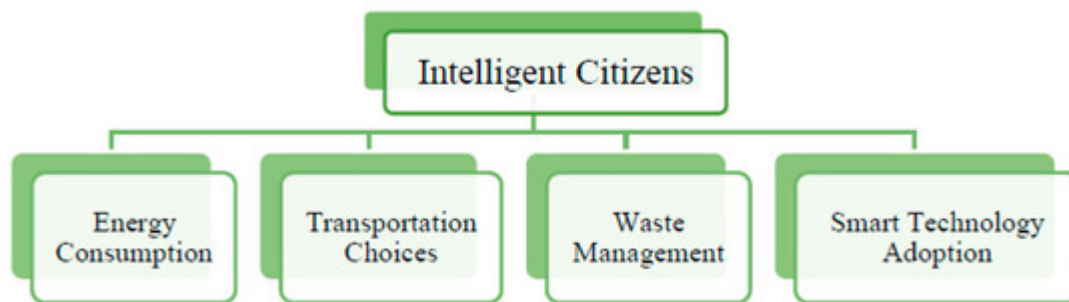 Intelligent Citizens
Energy
Consumption
Transportation
Choices
Waste
Management
Smart Technology
Adoption